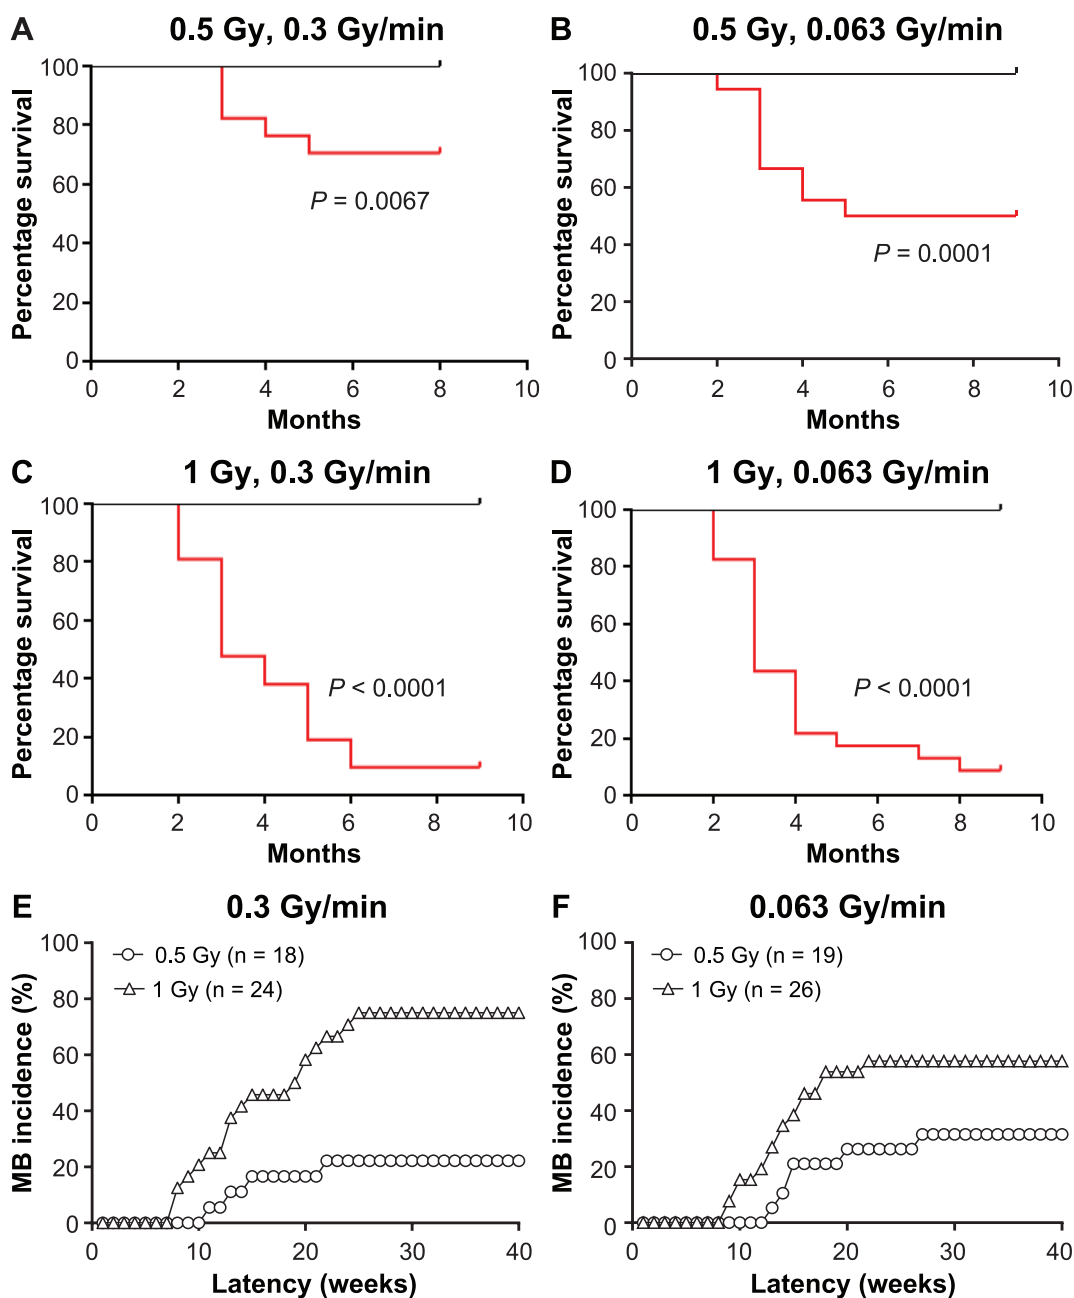 A 0.5 Gy, 0.3 Gy/min
Percentage survival
100
80
60
40
20
0
P = 0.0067
0 2 4 6 8 10
Months
B 0.5 Gy, 0.063 Gy/min
Percentage survival
100
80
60
40
20
0
P = 0.0001
0 2 4 6 8 10
Months
C 1 Gy, 0.3 Gy/min
Percentage survival
100
80
60
40
20
0
P < 0.0001
0 2 4 6 8 10
Months
D 1 Gy, 0.063 Gy/min
Percentage survival
100
80
60
40
20
0
P < 0.0001
0 2 4 6 8 10
Months
E 0.3 Gy/min
MB incidence (%)
100
80
60
40
20
0
0.5 Gy (n = 18)
1 Gy (n = 24)
0 10 20 30 40
Latency (weeks)
F 0.063 Gy/min
MB incidence (%)
100
80
60
40
20
0
0.5 Gy (n = 19)
1 Gy (n = 26)
0 10 20 30 40
Latency (weeks)